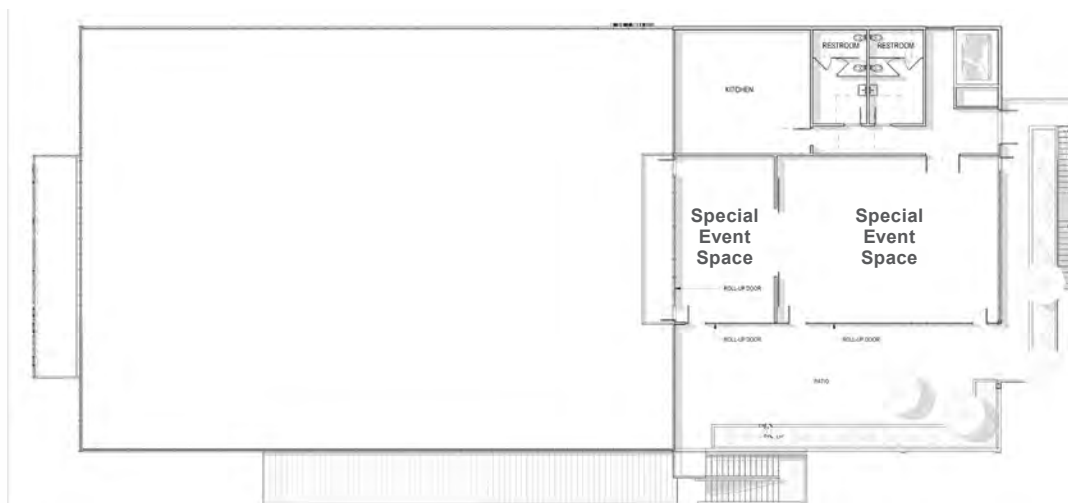 RESTROOM
RESTROOM
KITCHEN
Special
Event
Space
Special
Event
Space
ROLL-UP DOOR
ROLL-UP DOOR
ROLL-UP DOOR
PATIO